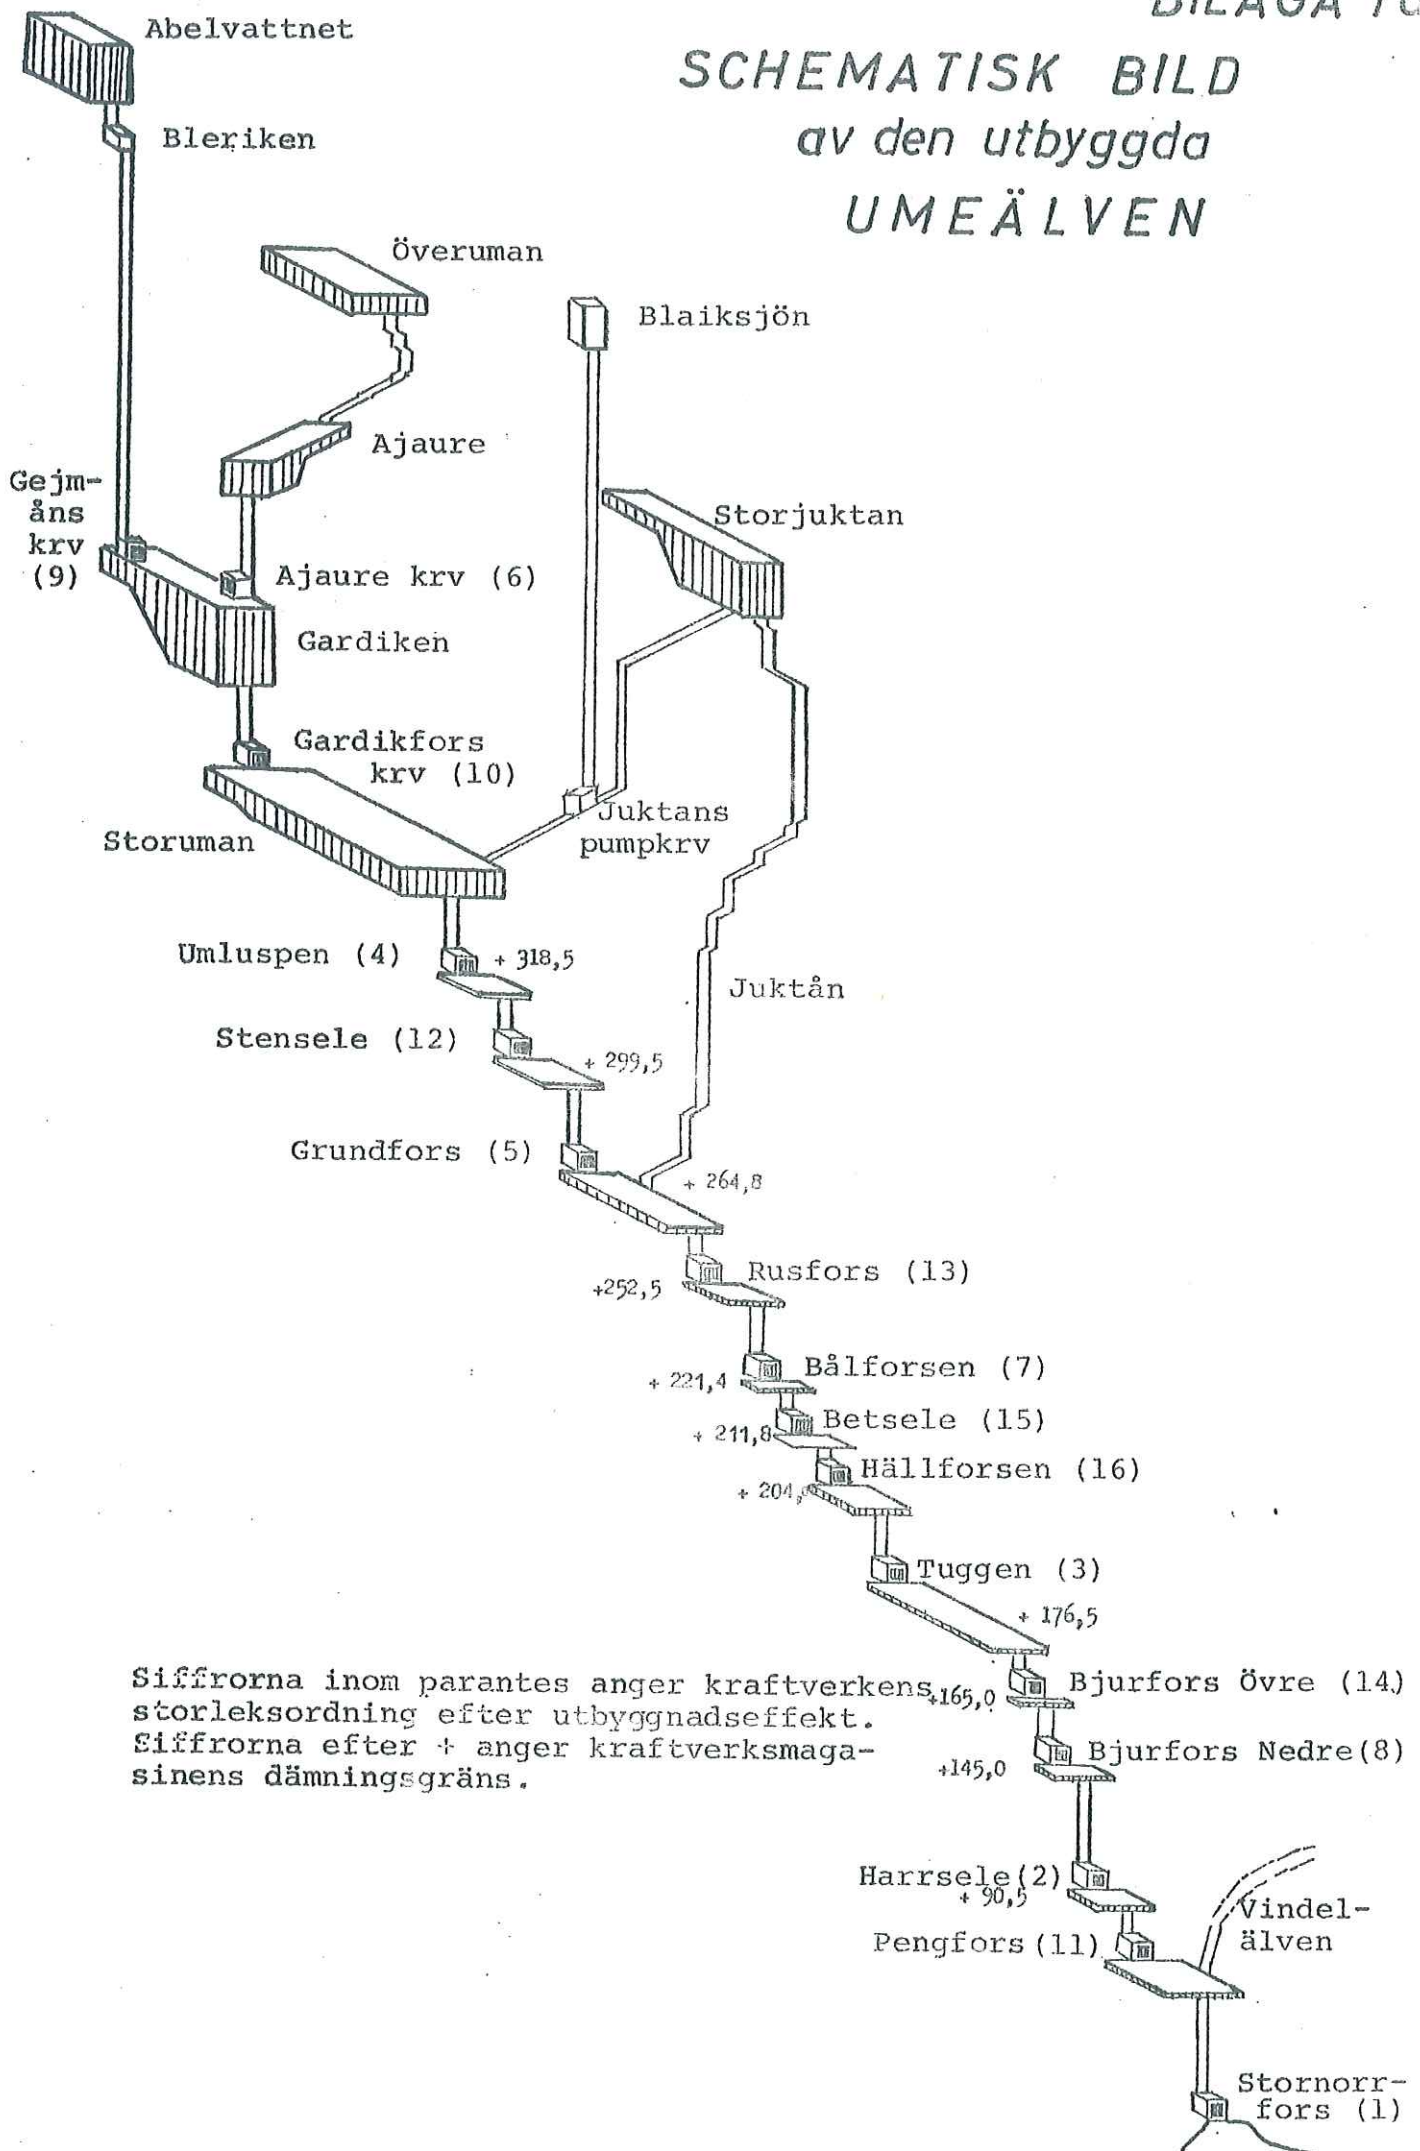 BILAGA
SCHEMATISK BILD
av den utbyggda
UMEÄLVEN
Abelvattnet
Bleriken
Överuman
Blaiksjön
Ajaure
Gejm-
åns
krv
(9)
Storjuktan
Ajaure krv (6)
Gardiken
Gardikfors
krv (10)
Juktans
pumpkrv
Storuman
Umluspen (4)
+ 318,5
Juktån
Stensele (12)
+ 299,5
Grundfors (5)
+ 264,8
Rusfors (13)
+252,5
Bålforsen (7)
+ 221,4
Betsele (15)
+ 211,8
Hällforsen (16)
+ 204,
Tuggen (3)
+ 176,5
Siffrorna inom parantes anger kraftverkens
storleksordning efter utbyggnadseffekt.
Siffrorna efter + anger kraftverksmaga-
sinens dämningsgräns.
Bjurfors Övre (14)
+165,0
Bjurfors Nedre(8)
+145,0
Harrsele(2)
+ 90,5
Vindel-
älven
Pengfors(11)
Stornorr-
fors (1)